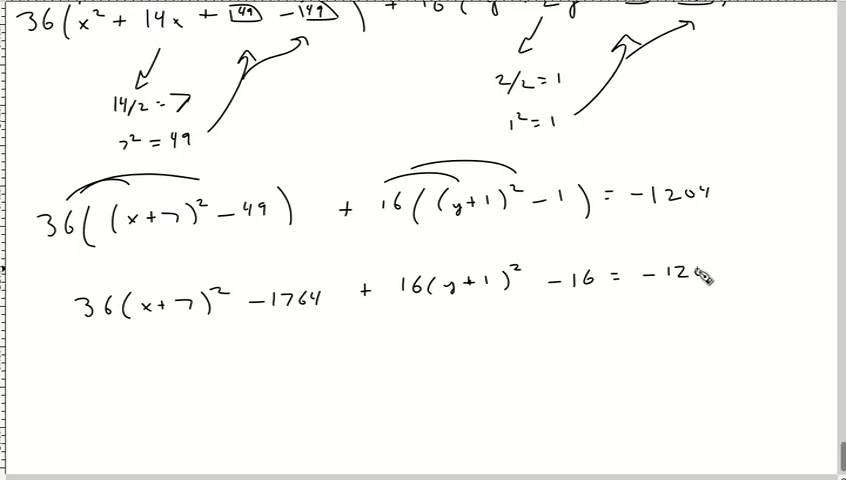 36(x² + 14x + 49 - 49) + 16(y
14/2 = 7
7² = 49
2/2 = 1
1² = 1
36((x+7)² - 49) + 16((y+1)² - 1) = -1204
36(x+7)² - 1764 + 16(y+1)² - 16 = -120